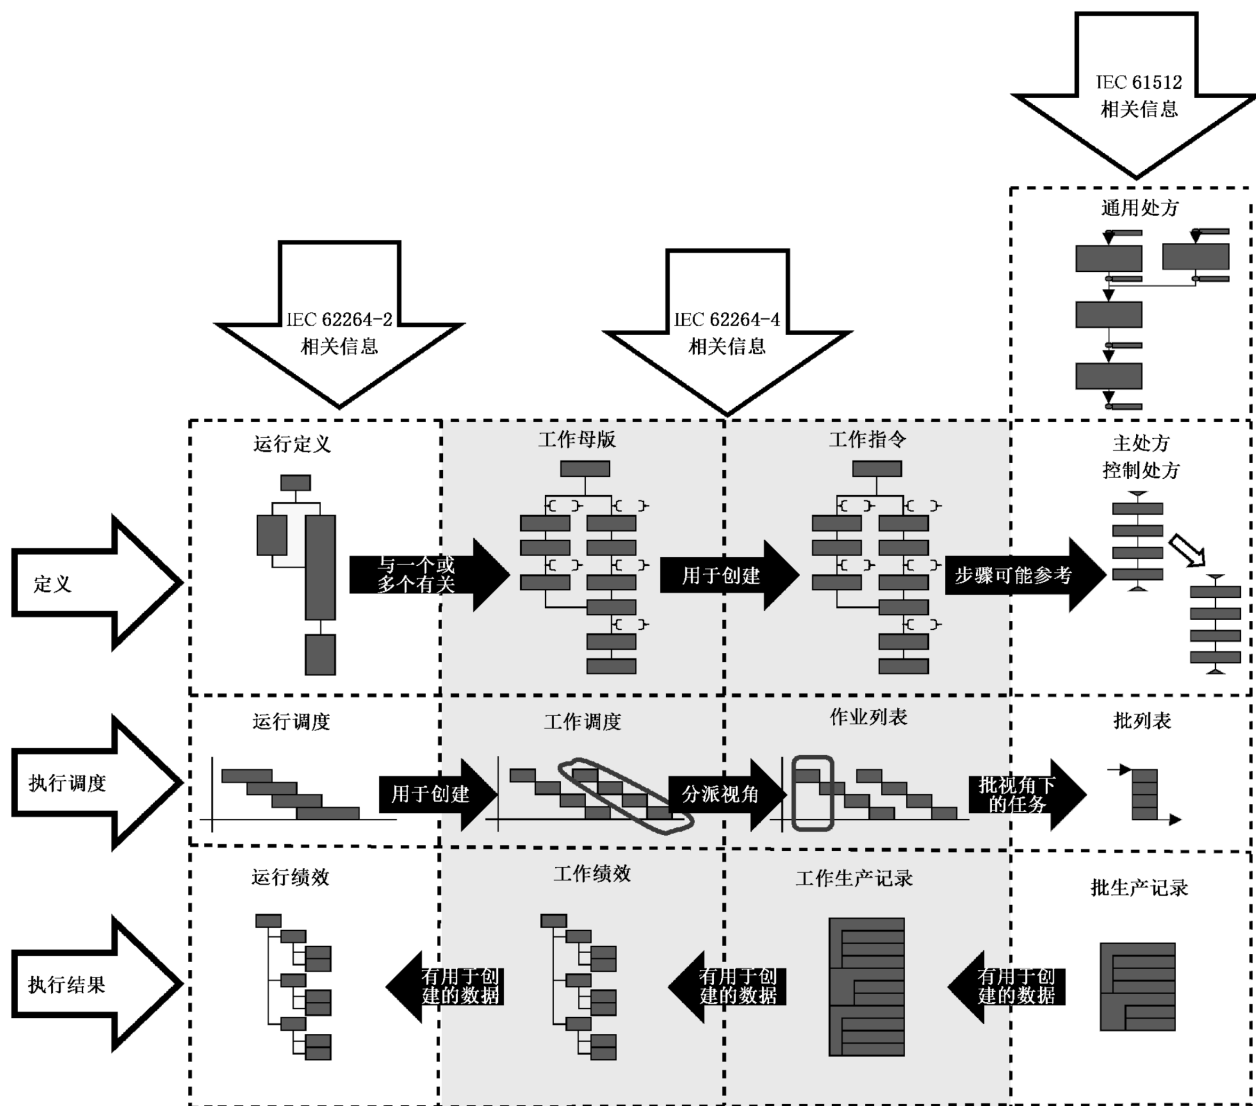 IEC 61512
相关信息
通用处方
IEC 62264-2
相关信息
IEC 62264-4
相关信息
运行定义
工作母版
工作指令
主处方
控制处方
定义
与一个或
多个有关
用于创建
步骤可能参考
运行调度
工作调度
作业列表
批列表
执行调度
用于创建
分派视角
批视角下
的任务
运行绩效
工作绩效
工作生产记录
批生产记录
执行结果
有用于创
建的数据
有用于创
建的数据
有用于创
建的数据